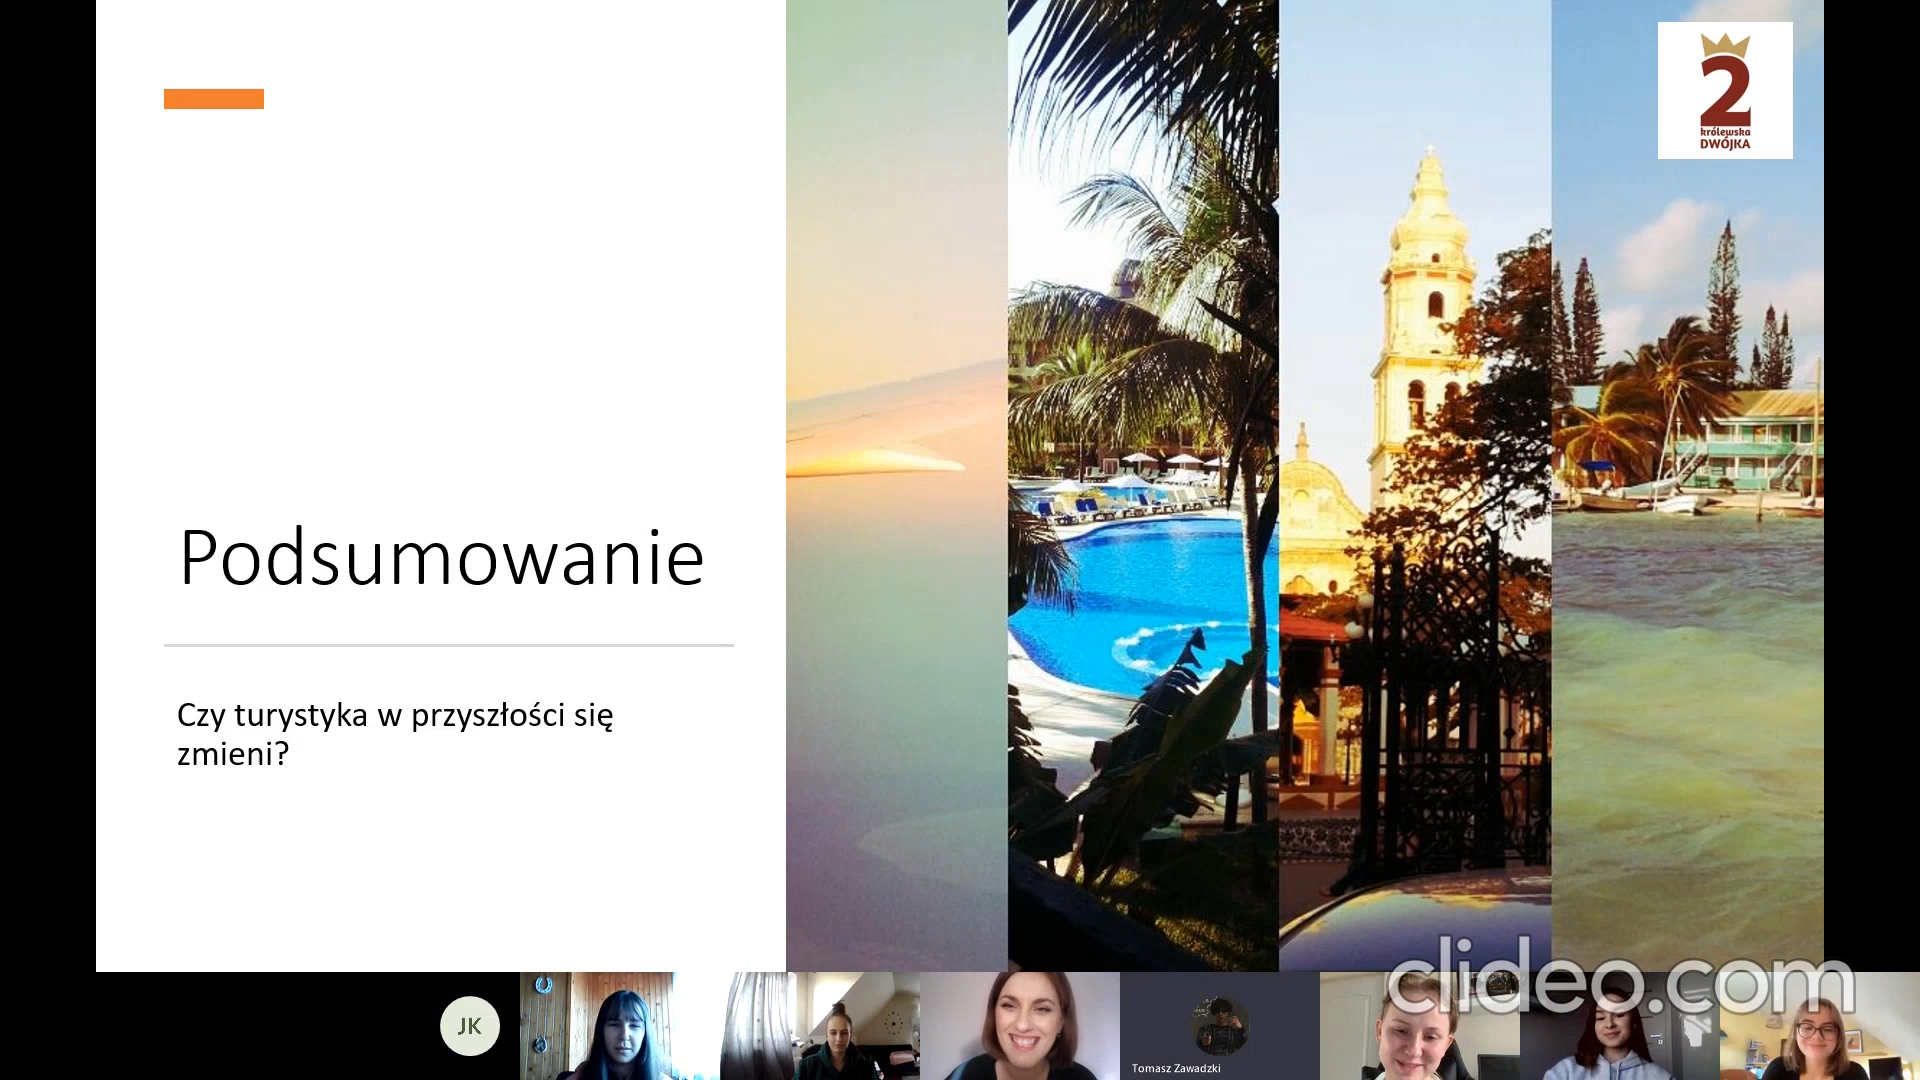 2
królewska
DWÓJKA
Podsumowanie
Czy turystyka w przyszłości się
zmieni?
clideo.com
JK
Tomasz Zawadzki